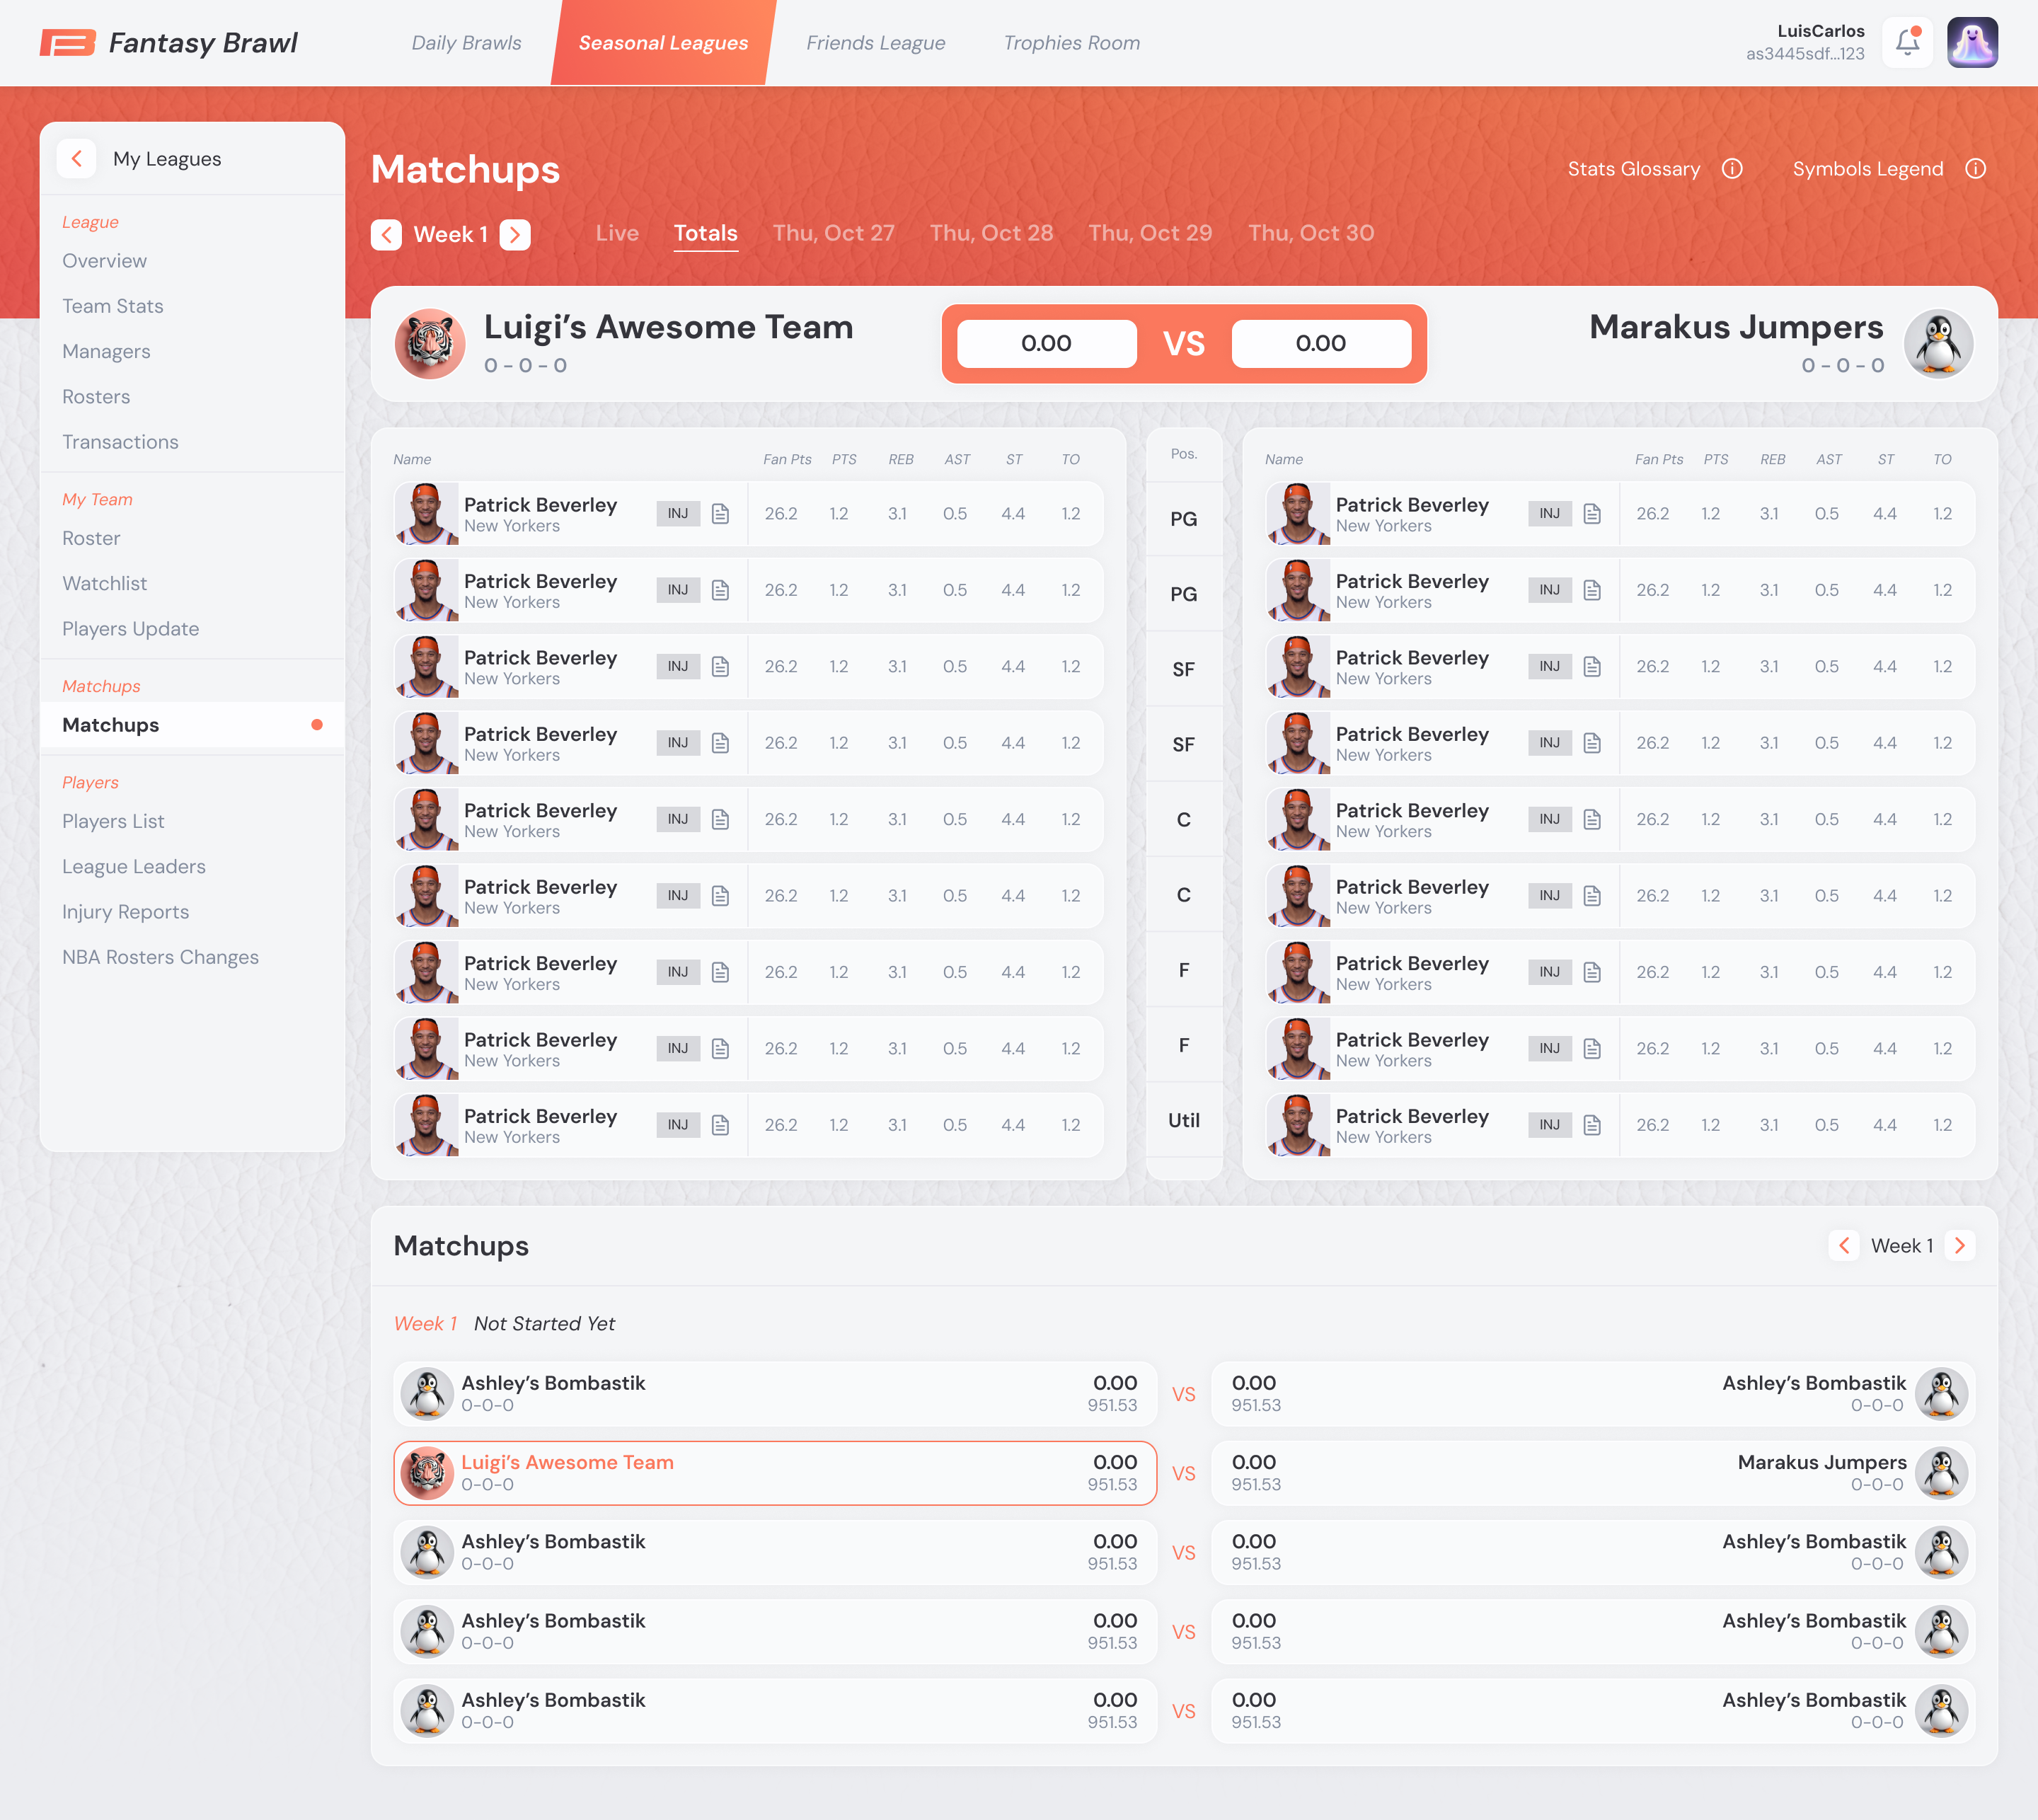 Fantasy Brawl
Daily Brawls
Seasonal Leagues
Friends League
Trophies Room
LuisCarlos
as3445sdf...123
My Leagues
League
Overview
Team Stats
Managers
Rosters
Transactions
My Team
Roster
Watchlist
Players Update
Matchups
Matchups
Players
Players List
League Leaders
Injury Reports
NBA Rosters Changes
Matchups
Stats Glossary
Symbols Legend
Week 1
Live
Totals
Thu, Oct 27
Thu, Oct 28
Thu, Oct 29
Thu, Oct 30
Luigi's Awesome Team
0 - 0 - 0
0.00
VS
0.00
Marakus Jumpers
0 - 0 - 0
Name Fan Pts PTS REB AST ST TO
Patrick Beverley
New Yorkers
INJ 26.2 1.2 3.1 0.5 4.4 1.2
Patrick Beverley
New Yorkers
INJ 26.2 1.2 3.1 0.5 4.4 1.2
Patrick Beverley
New Yorkers
INJ 26.2 1.2 3.1 0.5 4.4 1.2
Patrick Beverley
New Yorkers
INJ 26.2 1.2 3.1 0.5 4.4 1.2
Patrick Beverley
New Yorkers
INJ 26.2 1.2 3.1 0.5 4.4 1.2
Patrick Beverley
New Yorkers
INJ 26.2 1.2 3.1 0.5 4.4 1.2
Patrick Beverley
New Yorkers
INJ 26.2 1.2 3.1 0.5 4.4 1.2
Patrick Beverley
New Yorkers
INJ 26.2 1.2 3.1 0.5 4.4 1.2
Patrick Beverley
New Yorkers
INJ 26.2 1.2 3.1 0.5 4.4 1.2
Pos.
PG
PG
SF
SF
C
C
F
F
Util
Name Fan Pts PTS REB AST ST TO
Patrick Beverley
New Yorkers
INJ 26.2 1.2 3.1 0.5 4.4 1.2
Patrick Beverley
New Yorkers
INJ 26.2 1.2 3.1 0.5 4.4 1.2
Patrick Beverley
New Yorkers
INJ 26.2 1.2 3.1 0.5 4.4 1.2
Patrick Beverley
New Yorkers
INJ 26.2 1.2 3.1 0.5 4.4 1.2
Patrick Beverley
New Yorkers
INJ 26.2 1.2 3.1 0.5 4.4 1.2
Patrick Beverley
New Yorkers
INJ 26.2 1.2 3.1 0.5 4.4 1.2
Patrick Beverley
New Yorkers
INJ 26.2 1.2 3.1 0.5 4.4 1.2
Patrick Beverley
New Yorkers
INJ 26.2 1.2 3.1 0.5 4.4 1.2
Patrick Beverley
New Yorkers
INJ 26.2 1.2 3.1 0.5 4.4 1.2
Matchups
Week 1
Week 1 Not Started Yet
Ashley's Bombastik 0.00 VS 0.00 Ashley's Bombastik
0-0-0 951.53 951.53 0-0-0
Luigi's Awesome Team 0.00 VS 0.00 Marakus Jumpers
0-0-0 951.53 951.53 0-0-0
Ashley's Bombastik 0.00 VS 0.00 Ashley's Bombastik
0-0-0 951.53 951.53 0-0-0
Ashley's Bombastik 0.00 VS 0.00 Ashley's Bombastik
0-0-0 951.53 951.53 0-0-0
Ashley's Bombastik 0.00 VS 0.00 Ashley's Bombastik
0-0-0 951.53 951.53 0-0-0